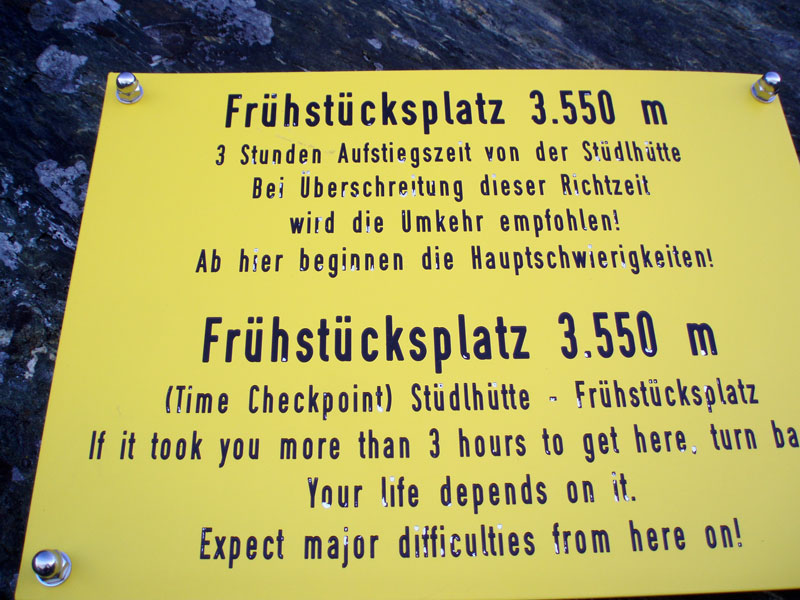 Frühstücksplatz 3.550 m
3 Stunden Aufstiegszeit von der Stüdlhütte
Bei Überschreitung dieser Richtzeit
wird die Umkehr empfohlen!
Ab hier beginnen die Hauptschwierigkeiten!
Frühstücksplatz 3.550 m
(Time Checkpoint) Stüdlhütte - Frühstücksplatz
If it took you more than 3 hours to get here, turn ba
Your life depends on it.
Expect major difficulties from here on!